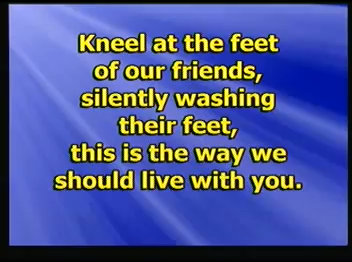 Kneel at the feet
of our friends,
silently washing
their feet,
this is the way we
should live with you.